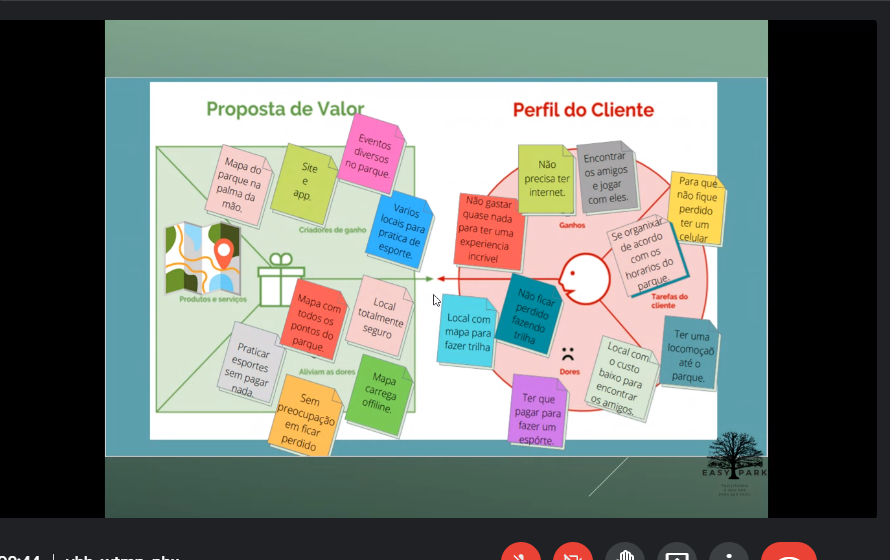 Proposta de Valor
Perfil do Cliente
Mapa do
parque na
palma da
mão.
Site
e
app.
Eventos
diversos
no parque.
Varios
locais para
pratica de
esporte.
Criadores de ganho
Produtos e serviços
Mapa com
todos os
pontos do
parque.
Local
totalmente
seguro
Praticar
esportes
sem pagar
nada.
Aliviam as dores
Sem
preocupação
em ficar
perdido
Mapa
carrega
offiline.
Não gastar
quase nada
para ter uma
experiencia
incrivel
Não
precisa ter
internet.
Encontrar
os amigos
e jogar
com eles.
Para que
não fique
perdido
ter um
celular
Ganhos
Se organizar
de acordo
com os
horarios do
parque.
Tarefas do
cliente
Local com
mapa para
fazer trilha
Não ficar
perdido
fazendo
trilha
Dores
Ter que
pagar para
fazer um
espórte.
Local com
o custo
baixo para
encontrar
os amigos.
Ter uma
locomoçaõ
até o
parque.
EASY PARK